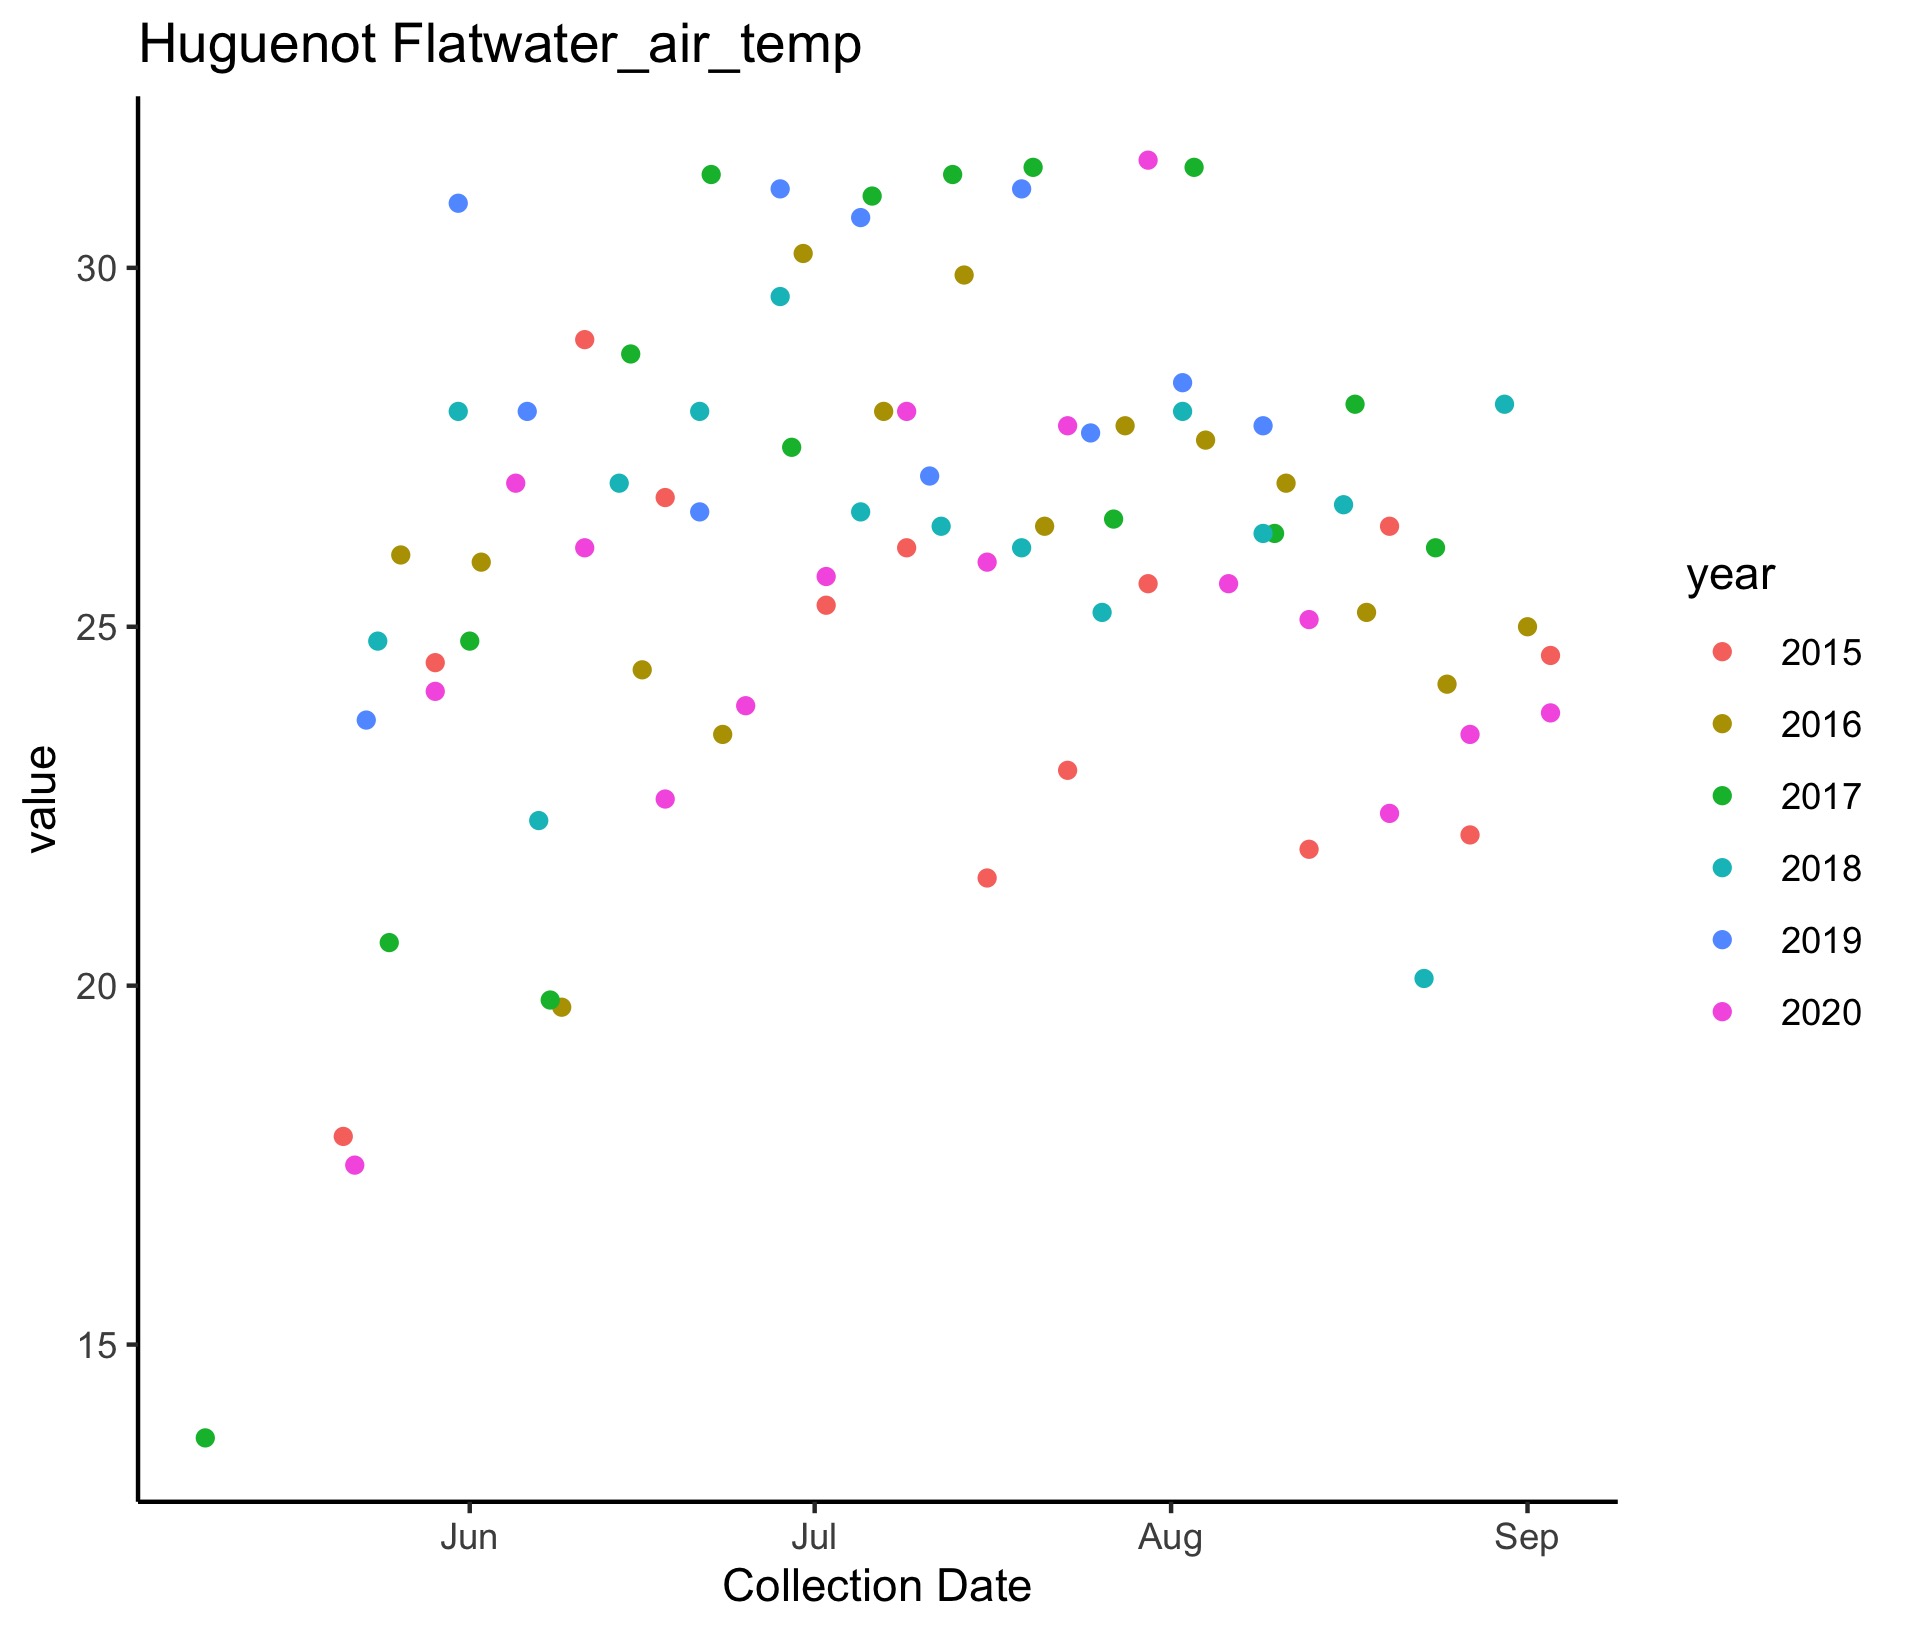 Huguenot Flatwater_air_temp
30
25
20
15
value
Jun
Jul
Aug
Sep
Collection Date
year
2015
2016
2017
2018
2019
2020